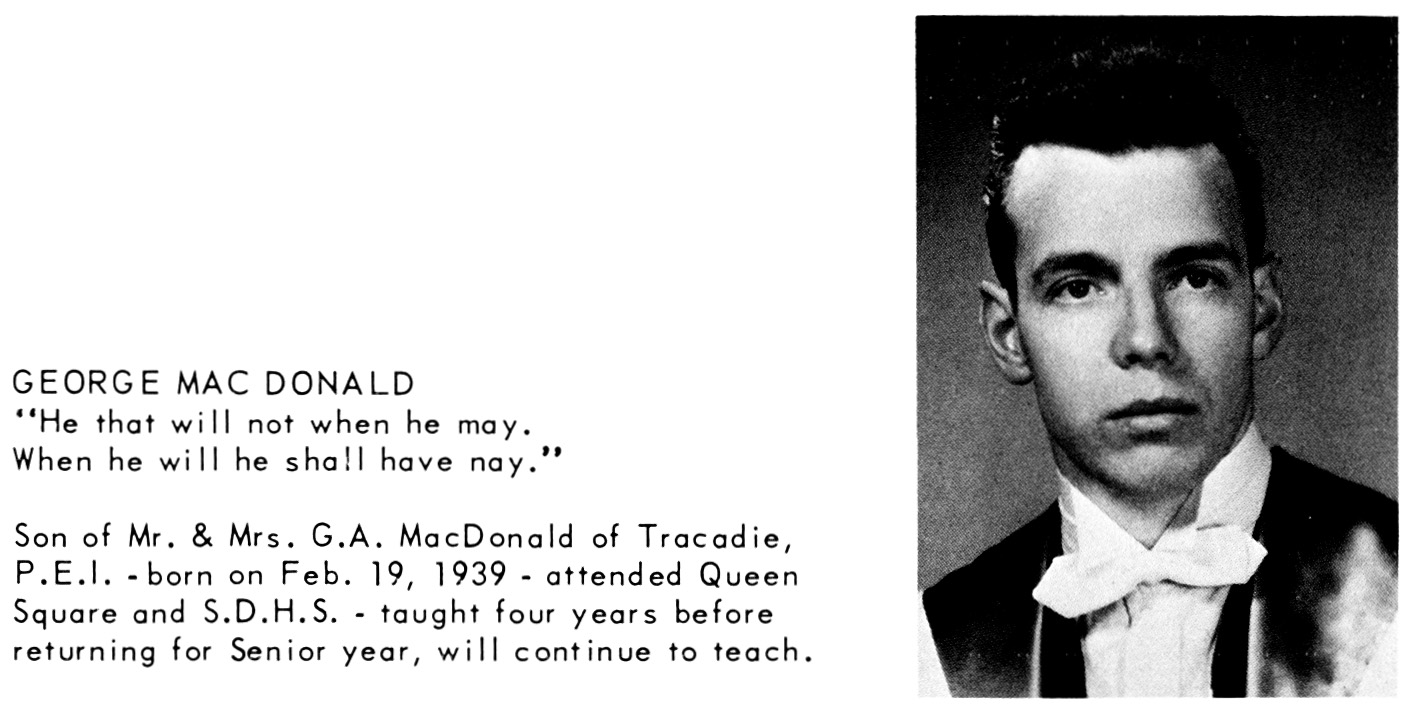 GEORGE MAC DONALD
“He that will not when he may.
When he will he shall have nay.”
Son of Mr. & Mrs. G.A. MacDonald of Tracadie,
P.E.I. - born on Feb. 19, 1939 - attended Queen
Square and S.D.H.S. - taught four years before
returning for Senior year, will continue to teach.